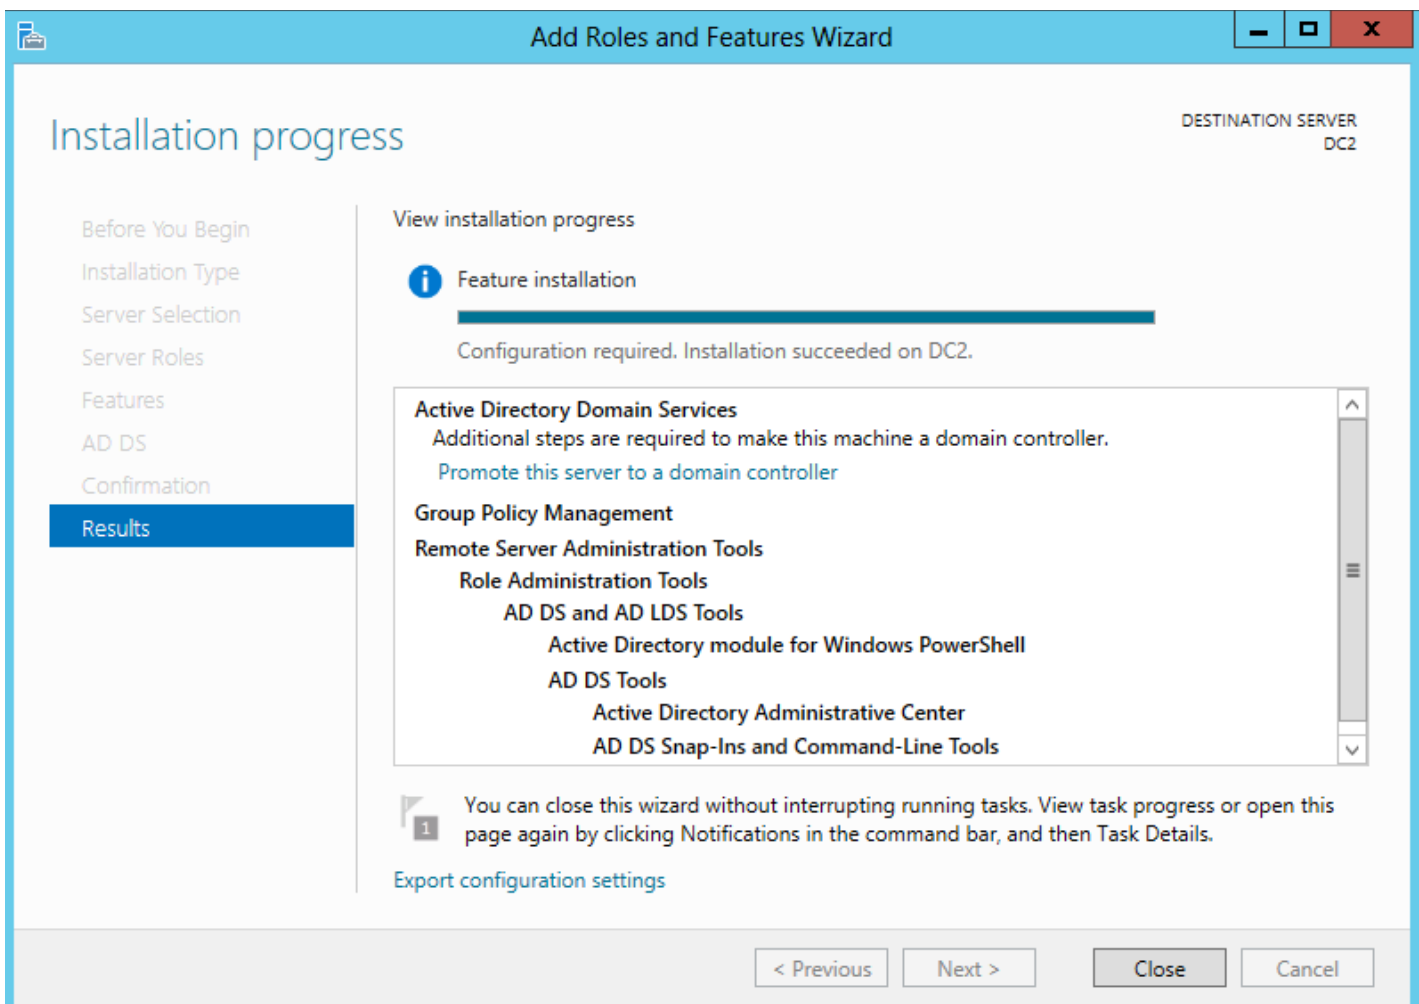 Add Roles and Features Wizard
Installation progress
DESTINATION SERVER
DC2
Before You Begin
Installation Type
Server Selection
Server Roles
Features
AD DS
Confirmation
Results
View installation progress
Feature installation
Configuration required. Installation succeeded on DC2.
Active Directory Domain Services
Additional steps are required to make this machine a domain controller.
Promote this server to a domain controller
Group Policy Management
Remote Server Administration Tools
Role Administration Tools
AD DS and AD LDS Tools
Active Directory module for Windows PowerShell
AD DS Tools
Active Directory Administrative Center
AD DS Snap-Ins and Command-Line Tools
1
You can close this wizard without interrupting running tasks. View task progress or open this
page again by clicking Notifications in the command bar, and then Task Details.
Export configuration settings
< Previous
Next >
Close
Cancel